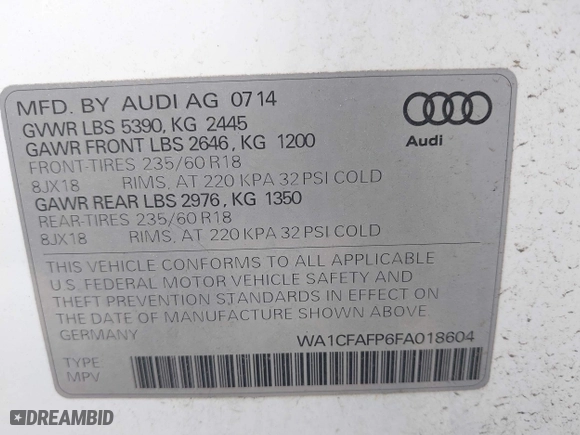 MFD. BY AUDI AG 07 14
GVWR LBS 5390, KG 2445
GAWR FRONT LBS 2646, KG 1200
FRONT-TIRES 235/60 R18
8JX18 RIMS, AT 220 KPA 32 PSI COLD
GAWR REAR LBS 2976, KG 1350
REAR-TIRES 235/60 R18
8JX18 RIMS, AT 220 KPA 32 PSI COLD
Audi
THIS VEHICLE CONFORMS TO ALL APPLICABLE
U.S. FEDERAL MOTOR VEHICLE SAFETY AND
THEFT PREVENTION STANDARDS IN EFFECT ON
THE DATE OF MANUFACTURE SHOWN ABOVE.
WA1CFAFP6FA018604
TYPE
MPV
GERMANY
DREAMBID